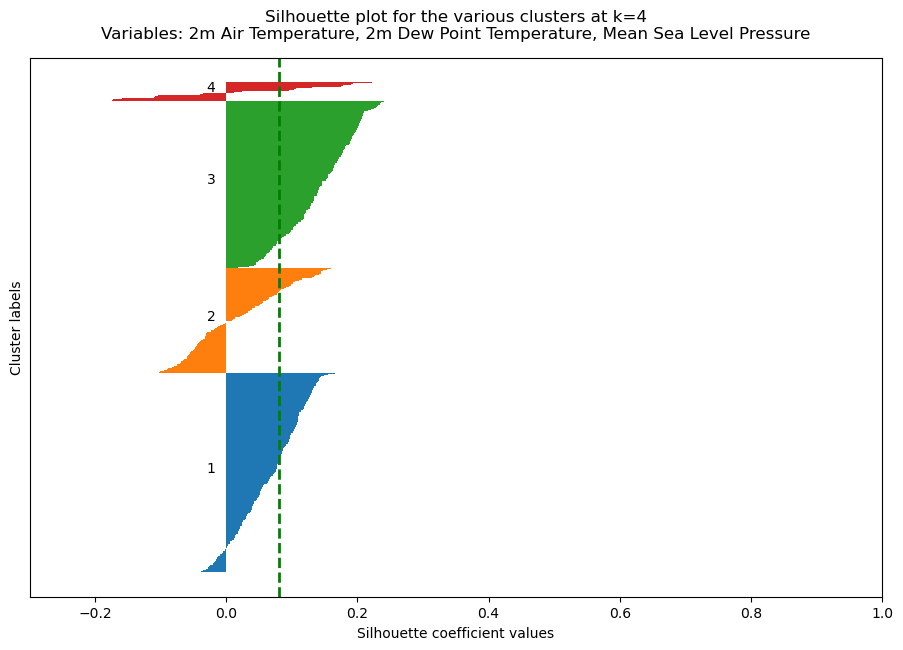 Silhouette plot for the various clusters at k=4
Variables: 2m Air Temperature, 2m Dew Point Temperature, Mean Sea Level Pressure
4
3
2
1
Cluster labels
−0.2 0.0 0.2 0.4 0.6 0.8 1.0
Silhouette coefficient values